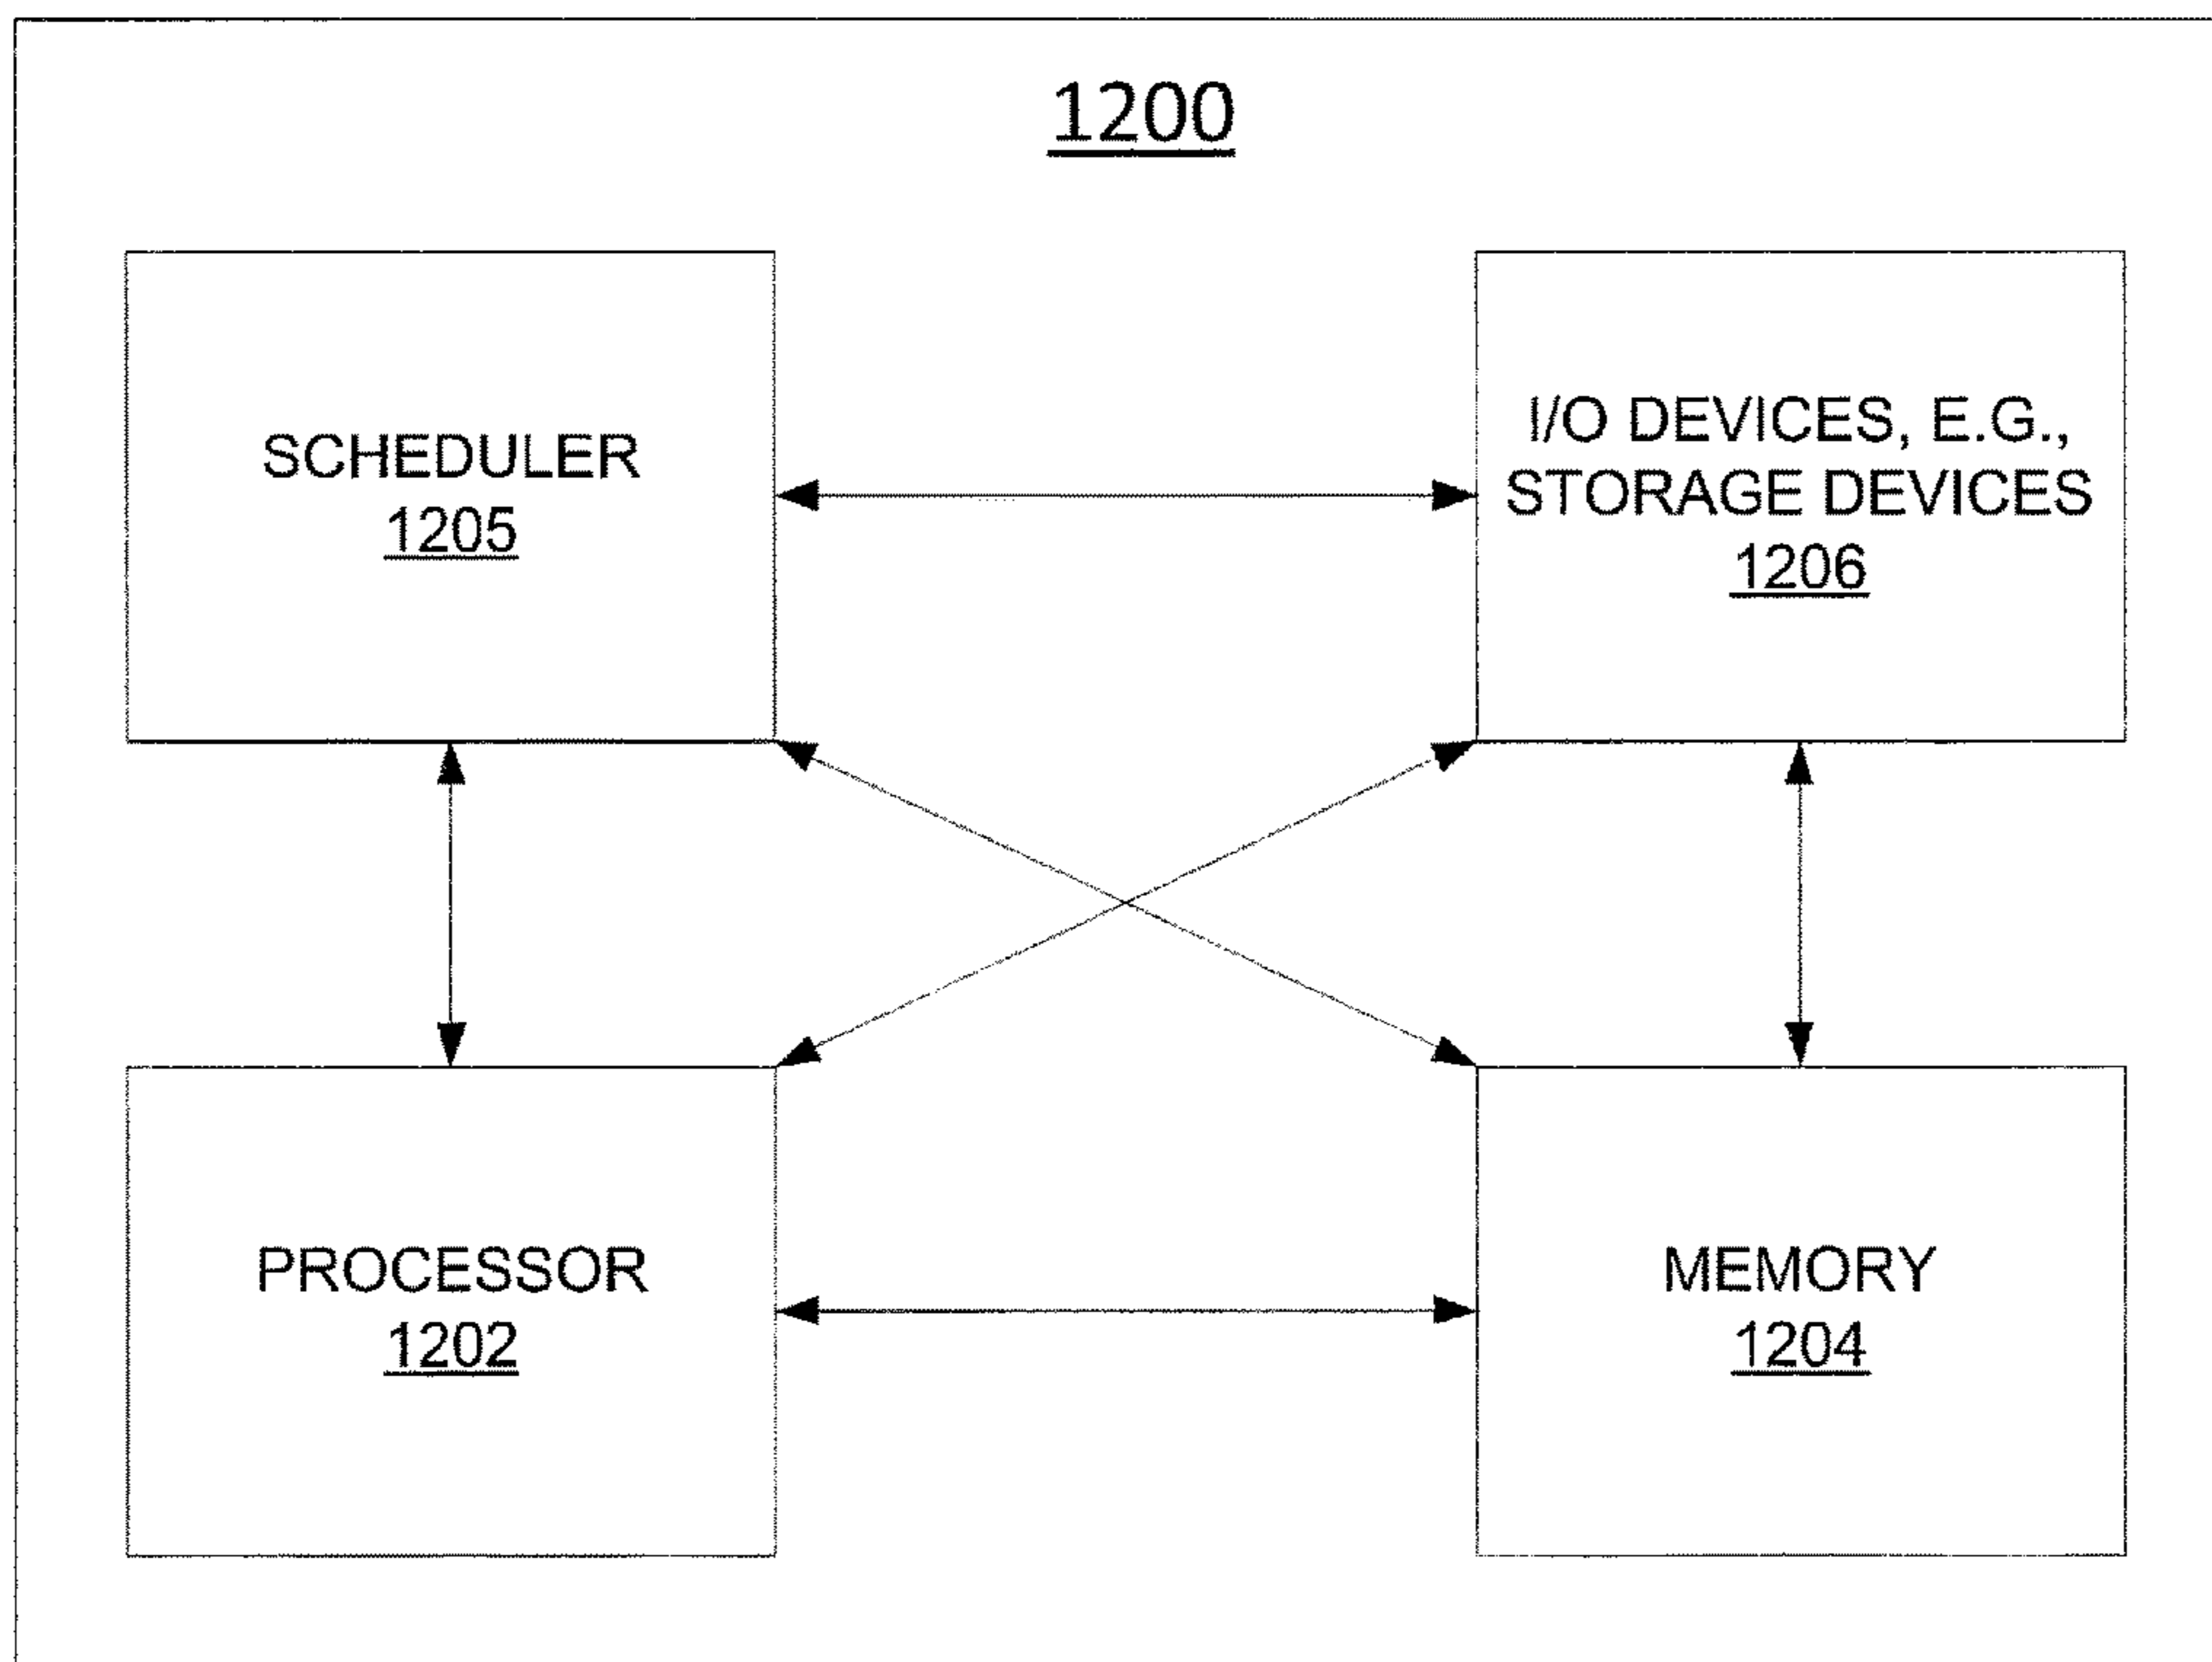 1200
SCHEDULER
1205
I/O DEVICES, E.G.,
STORAGE DEVICES
1206
PROCESSOR
1202
MEMORY
1204